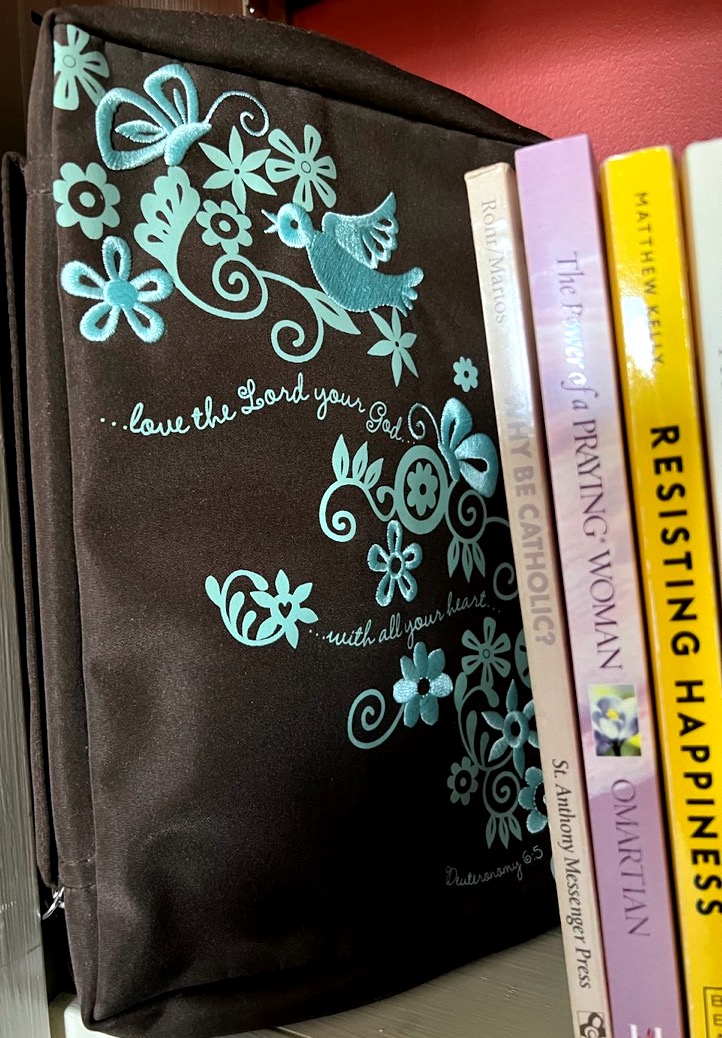 ...love the Lord your God...
...with all your heart...
Deuteronomy 6:5
Roni Martos
WHY BE CATHOLIC?
St. Anthony Messenger Press
The Power of a PRAYING® WOMAN
OMARTIAN
MATTHEW KELLY
RESISTING HAPPINESS